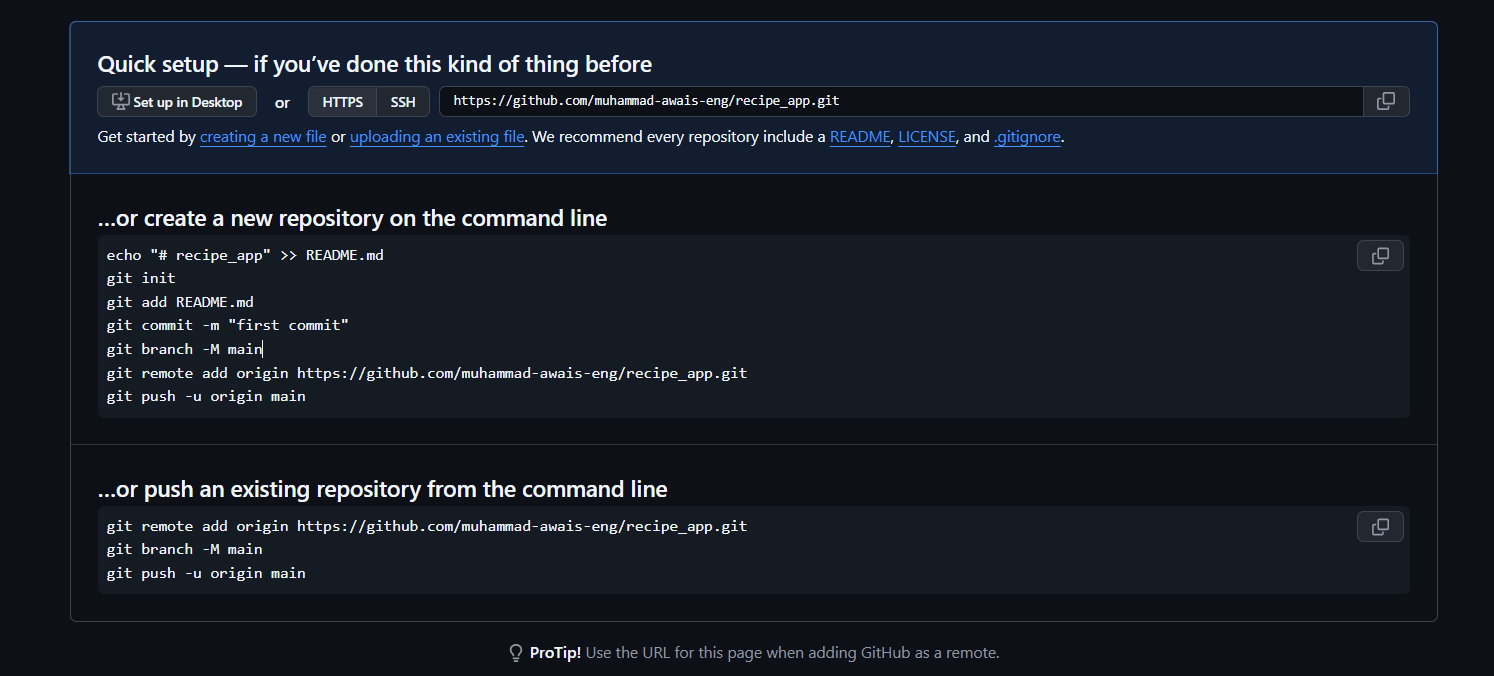 Quick setup — if you’ve done this kind of thing before
Set up in Desktop or HTTPS SSH https://github.com/muhammad-awais-eng/recipe_app.git
Get started by creating a new file or uploading an existing file. We recommend every repository include a README, LICENSE, and .gitignore.
…or create a new repository on the command line
echo "# recipe_app" >> README.md
git init
git add README.md
git commit -m "first commit"
git branch -M main
git remote add origin https://github.com/muhammad-awais-eng/recipe_app.git
git push -u origin main
…or push an existing repository from the command line
git remote add origin https://github.com/muhammad-awais-eng/recipe_app.git
git branch -M main
git push -u origin main
ProTip! Use the URL for this page when adding GitHub as a remote.